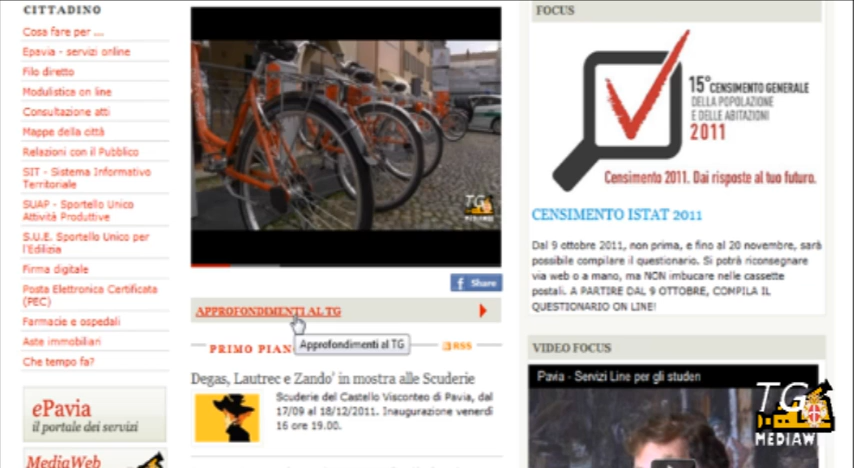 CITTADINO
Cosa fare per ....
Epavia - servizi online
Filo diretto
Modulistica on line
Consultazione atti
Mappe della città
Relazioni con il Pubblico
SIT - Sistema Informativo
Territoriale
SUAP - Sportello Unico
Attività Produttive
S.U.E. Sportello Unico per
l'Edilizia
Firma digitale
Posta Elettronica Certificata
(PEC)
Farmacie e ospedali
Aste immobiliari
Che tempo fa?
ePavia
il portale dei servizi
MediaWeb
TG
MEDIAWEB
f Share
APPROFONDIMENTI AL TG
Approfondimenti al TG
PRIMO PIAN
RSS
Degas, Lautrec e Zando' in mostra alle Scuderie
Scuderie del Castello Visconteo di Pavia, dal
17/09 al 18/12/2011. Inaugurazione venerdì
16 ore 19.00.
FOCUS
15° CENSIMENTO GENERALE
DELLA POPOLAZIONE
E DELLE ABITAZIONI
2011
Censimento 2011. Dai risposte al tuo futuro.
CENSIMENTO ISTAT 2011
Dal 9 ottobre 2011, non prima, e fino al 20 novembre, sarà
possibile compilare il questionario. Si potrà riconsegnare
via web o a mano, ma NON imbucare nelle cassette
postali. A PARTIRE DAL 9 OTTOBRE, COMPILA IL
QUESTIONARIO ON LINE!
VIDEO FOCUS
Pavia - Servizi Line per gli studen
TG
MEDIAW